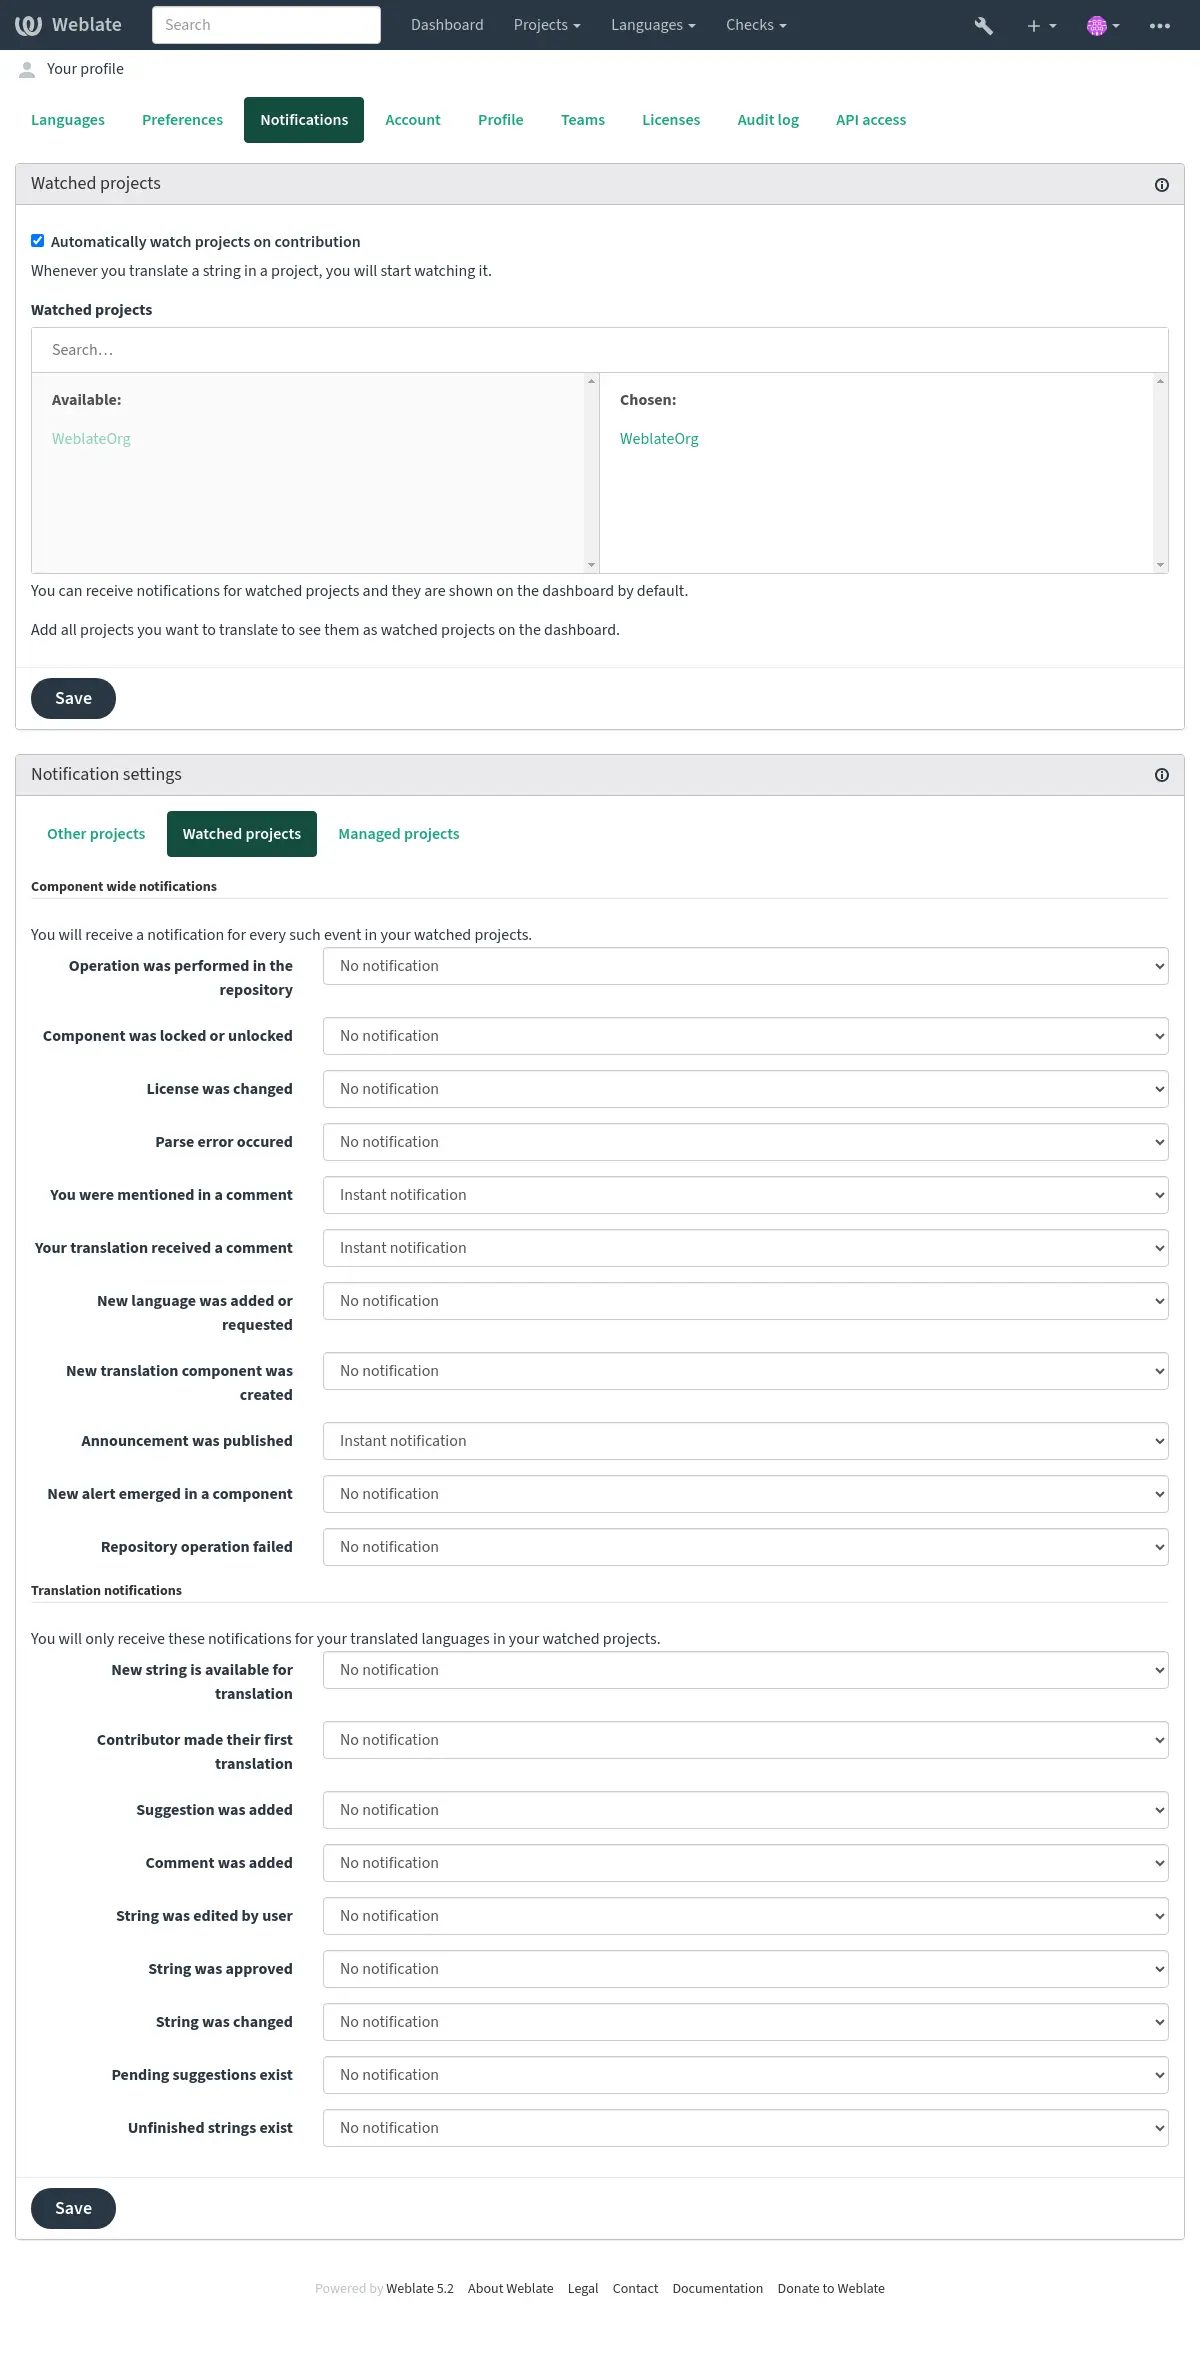 Weblate Search Dashboard Projects Languages Checks
Your profile
Languages Preferences Notifications Account Profile Teams Licenses Audit log API access
Watched projects
Automatically watch projects on contribution
Whenever you translate a string in a project, you will start watching it.
Watched projects
Search…
Available: Chosen:
WeblateOrg WeblateOrg
You can receive notifications for watched projects and they are shown on the dashboard by default.
Add all projects you want to translate to see them as watched projects on the dashboard.
Save
Notification settings
Other projects Watched projects Managed projects
Component wide notifications
You will receive a notification for every such event in your watched projects.
Operation was performed in the No notification
repository
Component was locked or unlocked No notification
License was changed No notification
Parse error occured No notification
You were mentioned in a comment Instant notification
Your translation received a comment Instant notification
New language was added or No notification
requested
New translation component was No notification
created
Announcement was published Instant notification
New alert emerged in a component No notification
Repository operation failed No notification
Translation notifications
You will only receive these notifications for your translated languages in your watched projects.
New string is available for No notification
translation
Contributor made their first No notification
translation
Suggestion was added No notification
Comment was added No notification
String was edited by user No notification
String was approved No notification
String was changed No notification
Pending suggestions exist No notification
Unfinished strings exist No notification
Save
Powered by Weblate 5.2 About Weblate Legal Contact Documentation Donate to Weblate